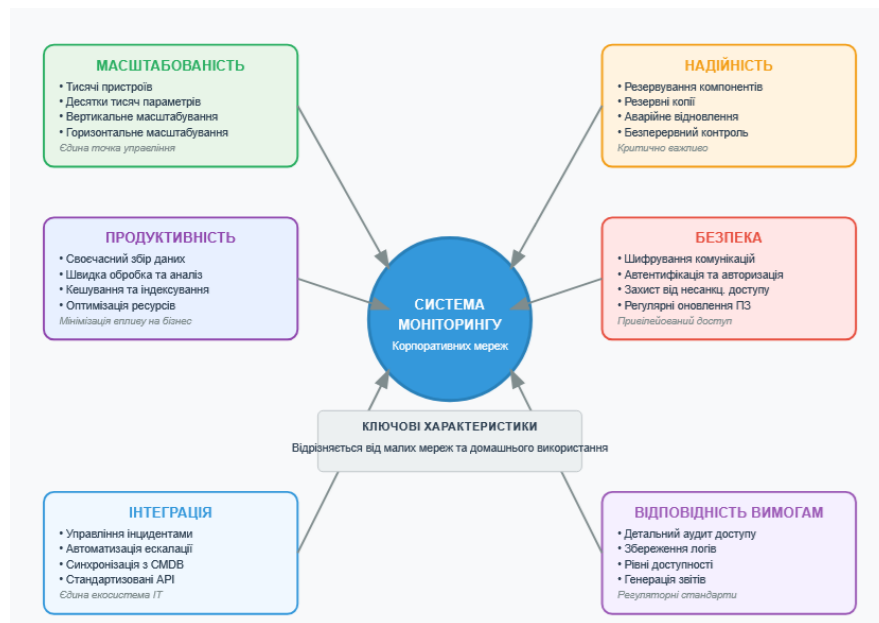 МАСШТАБОВАНІСТЬ
• Тисячі пристроїв
• Десятки тисяч параметрів
• Вертикальне масштабування
• Горизонтальне масштабування
Єдина точка управління
НАДІЙНІСТЬ
• Резервування компонентів
• Резервні копії
• Аварійне відновлення
• Безперервний контроль
Критично важливо
ПРОДУКТИВНІСТЬ
• Своєчасний збір даних
• Швидка обробка та аналіз
• Кешування та індексування
• Оптимізація ресурсів
Мінімізація впливу на бізнес
БЕЗПЕКА
• Шифрування комунікацій
• Автентифікація та авторизація
• Захист від несанкц. доступу
• Регулярні оновлення ПЗ
Привілейований доступ
СИСТЕМА
МОНІТОРИНГУ
Корпоративних мереж
КЛЮЧОВІ ХАРАКТЕРИСТИКИ
Відрізняється від малих мереж та домашнього використання
ІНТЕГРАЦІЯ
• Управління інцидентами
• Автоматизація ескалації
• Синхронізація з CMDB
• Стандартизовані API
Єдина екосистема ІТ
ВІДПОВІДНІСТЬ ВИМОГАМ
• Детальний аудит доступу
• Збереження логів
• Рівні доступності
• Генерація звітів
Регуляторні стандарти